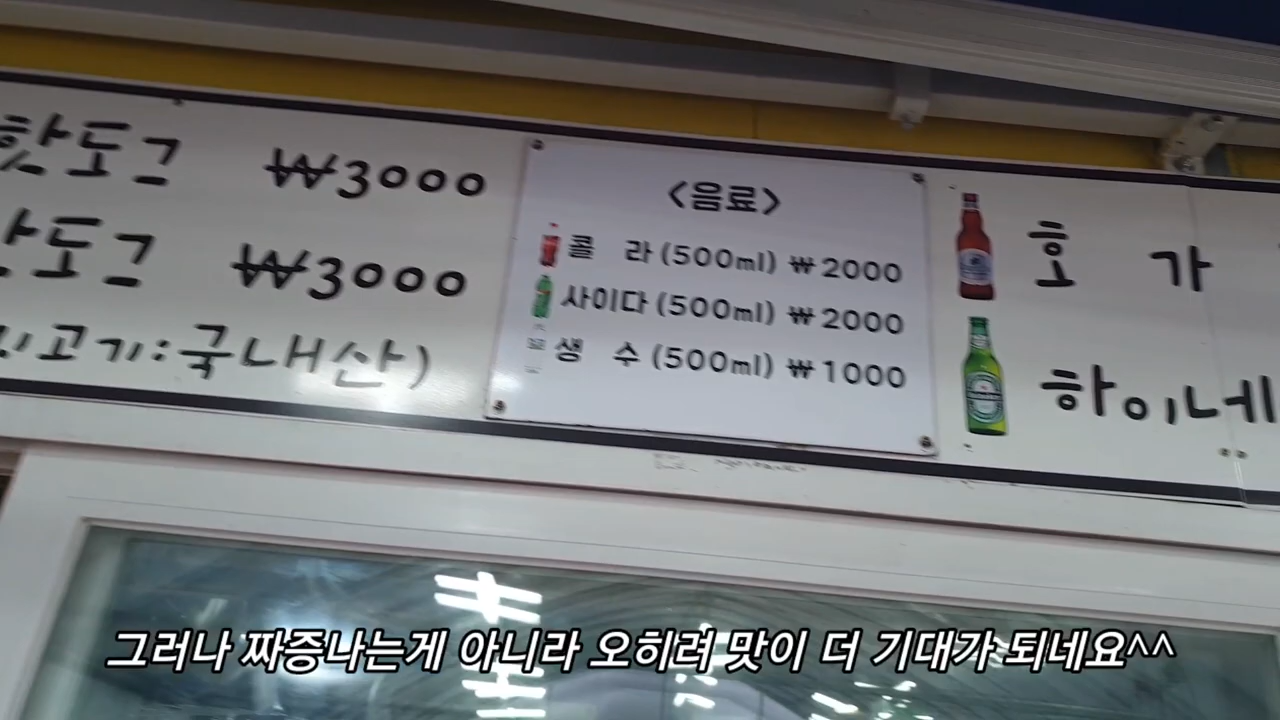 핫도그 ₩3000
도그 ₩3000
고기:국내산)
<음료>
콜 라 (500ml) ₩2000
사이다 (500ml) ₩2000
생 수 (500ml) ₩1000
호 가
하이네
그러나 짜증나는게 아니라 오히려 맛이 더 기대가 되네요^^